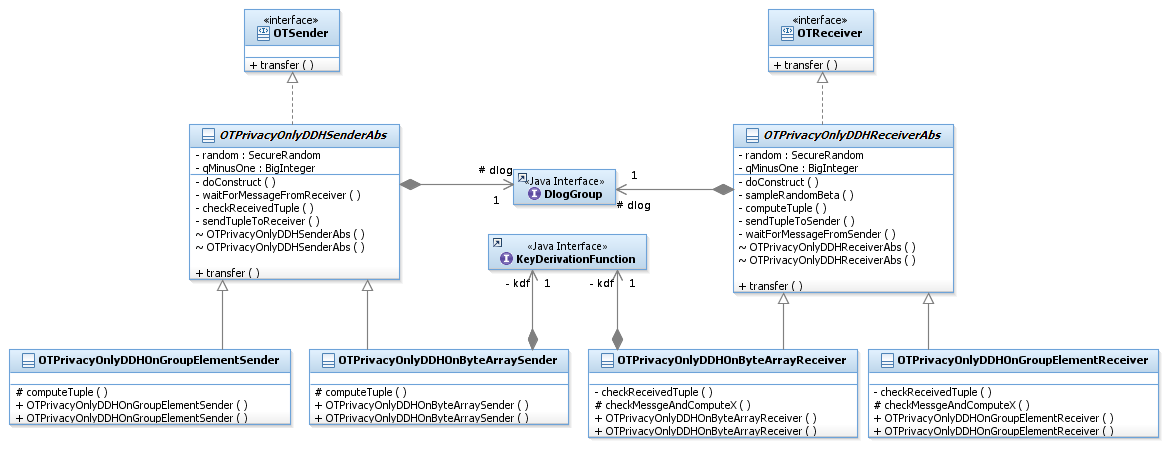 «interface»
OTSender
+ transfer ( )
«interface»
OTReceiver
+ transfer ( )
OTPrivacyOnlyDDHSenderAbs
- random : SecureRandom
- qMinusOne : BigInteger
- doConstruct ( )
- waitForMessageFromReceiver ( )
- checkReceivedTuple ( )
- sendTupleToReceiver ( )
~ OTPrivacyOnlyDDHSenderAbs ( )
~ OTPrivacyOnlyDDHSenderAbs ( )
+ transfer ( )
# dlog
1
«Java Interface»
DlogGroup
1
# dlog
OTPrivacyOnlyDDHReceiverAbs
- random : SecureRandom
- qMinusOne : BigInteger
- doConstruct ( )
- sampleRandomBeta ( )
- computeTuple ( )
- sendTupleToSender ( )
- waitForMessageFromSender ( )
~ OTPrivacyOnlyDDHReceiverAbs ( )
~ OTPrivacyOnlyDDHReceiverAbs ( )
+ transfer ( )
«Java Interface»
KeyDerivationFunction
- kdf 1
- kdf 1
OTPrivacyOnlyDDHOnGroupElementSender
# computeTuple ( )
+ OTPrivacyOnlyDDHOnGroupElementSender ( )
+ OTPrivacyOnlyDDHOnGroupElementSender ( )
OTPrivacyOnlyDDHOnByteArraySender
# computeTuple ( )
+ OTPrivacyOnlyDDHOnByteArraySender ( )
+ OTPrivacyOnlyDDHOnByteArraySender ( )
OTPrivacyOnlyDDHOnByteArrayReceiver
- checkReceivedTuple ( )
# checkMessgeAndComputeX ( )
+ OTPrivacyOnlyDDHOnByteArrayReceiver ( )
+ OTPrivacyOnlyDDHOnByteArrayReceiver ( )
OTPrivacyOnlyDDHOnGroupElementReceiver
- checkReceivedTuple ( )
# checkMessgeAndComputeX ( )
+ OTPrivacyOnlyDDHOnGroupElementReceiver ( )
+ OTPrivacyOnlyDDHOnGroupElementReceiver ( )